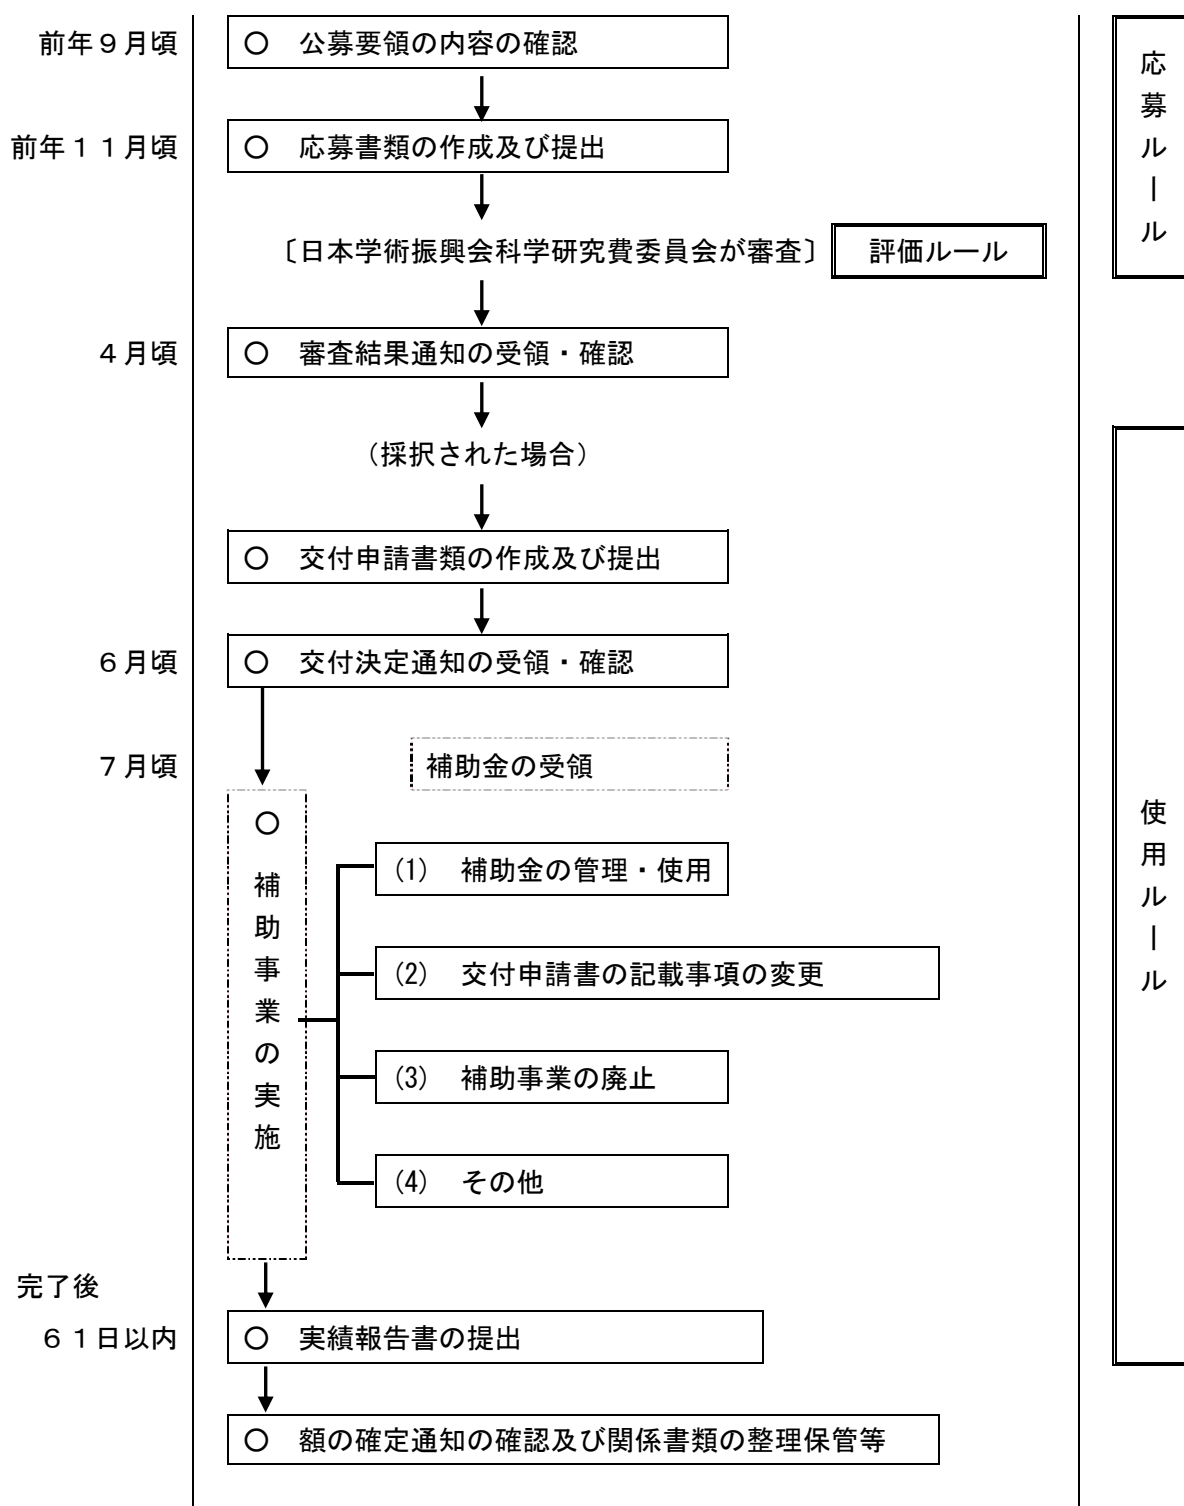 前年９月頃
○　公募要領の内容の確認
前年１１月頃
○　応募書類の作成及び提出
〔日本学術振興会科学研究費委員会が審査〕
評価ルール
応募ルール
４月頃
○　審査結果通知の受領・確認
（採択された場合）
○　交付申請書類の作成及び提出
６月頃
○　交付決定通知の受領・確認
７月頃
補助金の受領
○　補助事業の実施
(1)　補助金の管理・使用
(2)　交付申請書の記載事項の変更
(3)　補助事業の廃止
(4)　その他
使用ルール
完了後
６１日以内
○　実績報告書の提出
○　額の確定通知の確認及び関係書類の整理保管等